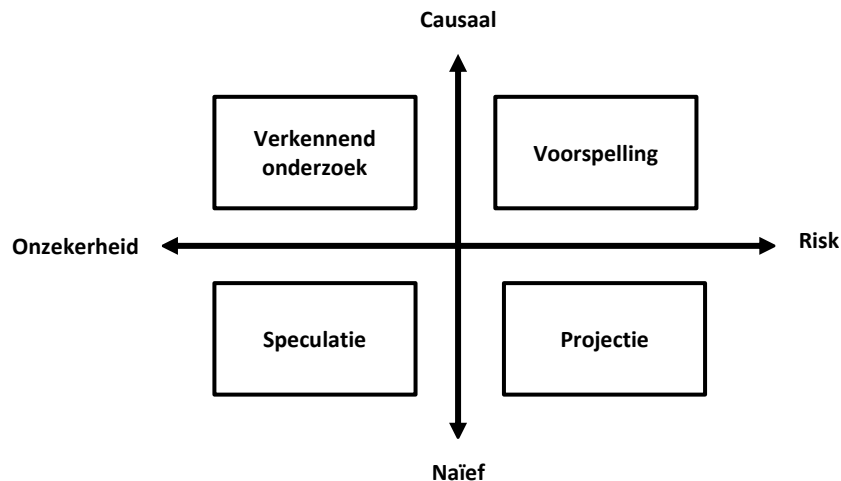 Causaal
Verkennend
onderzoek
Voorspelling
Onzekerheid
Risk
Speculatie
Projectie
Naïef